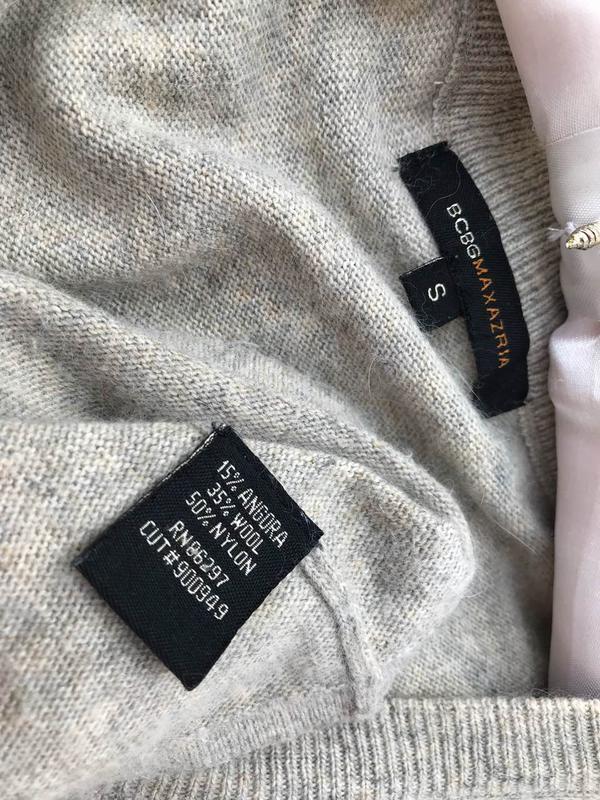 BCBGMAXAZRIA
S
15% ANGORA
35% WOOL
50% NYLON
RN86297
CUT#900949